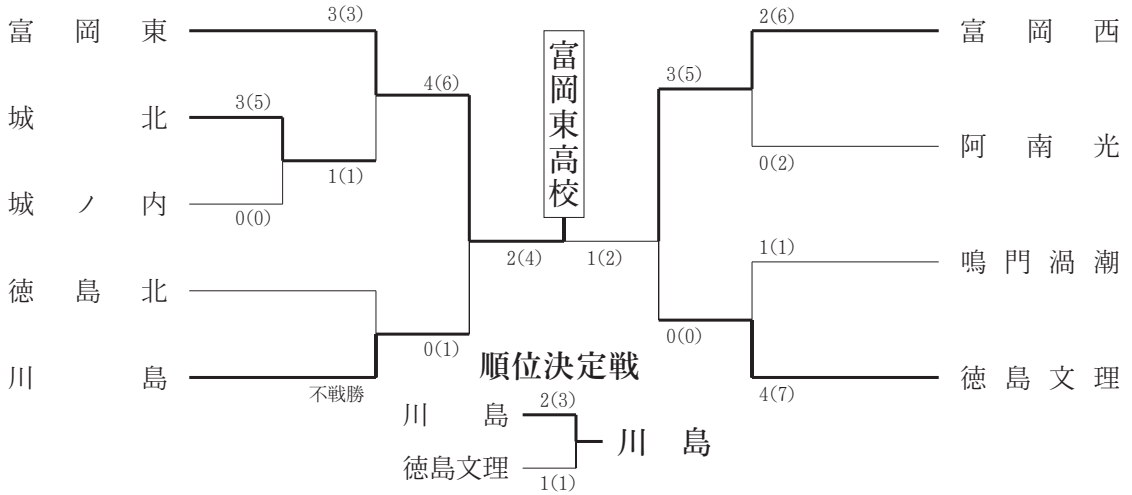 3(3)
富岡東
城北
3(5)
城ノ内
0(0)
1(1)
4(6)
徳島北
川島
不戦勝
0(1)
2(4)
富岡東高校
1(2)
2(6)
富岡西
3(5)
阿南光
0(2)
1(1)
鳴門渦潮
0(0)
徳島文理
4(7)
順位決定戦
川島
2(3)
川島
徳島文理
1(1)